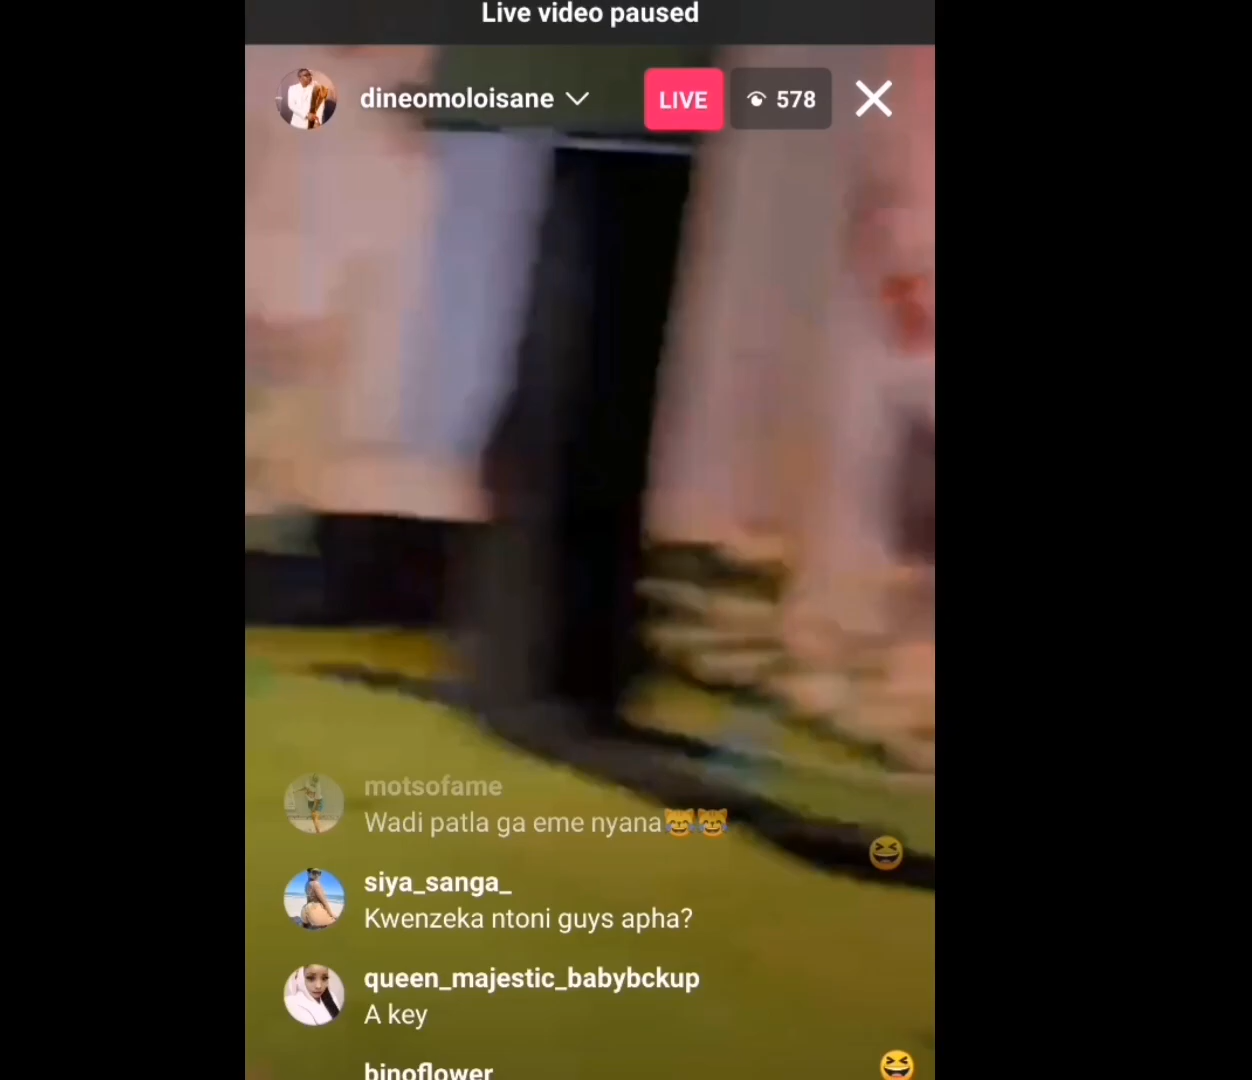 Live video paused
dineomoloisane
LIVE
578
motsofame
Wadi patla ga eme nyana😹😹
siya_sanga_
Kwenzeka ntoni guys apha?
queen_majestic_babybckup
A key
binoflower